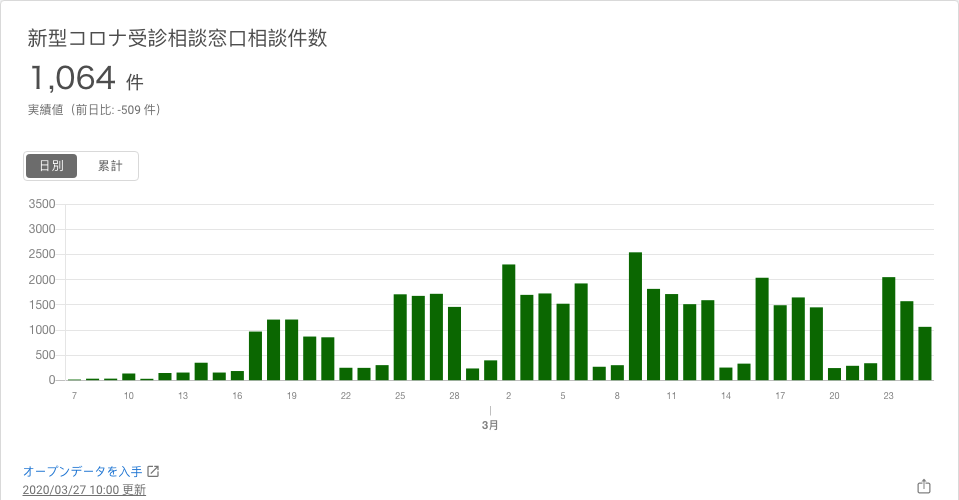 新型コロナ受診相談窓口相談件数
1,064 件
実績値（前日比: -509 件）
日別 累計
3500
3000
2500
2000
1500
1000
500
0
7 10 13 16 19 22 25 28 2 5 8 11 14 17 20 23
3月
オープンデータを入手
2020/03/27 10:00 更新